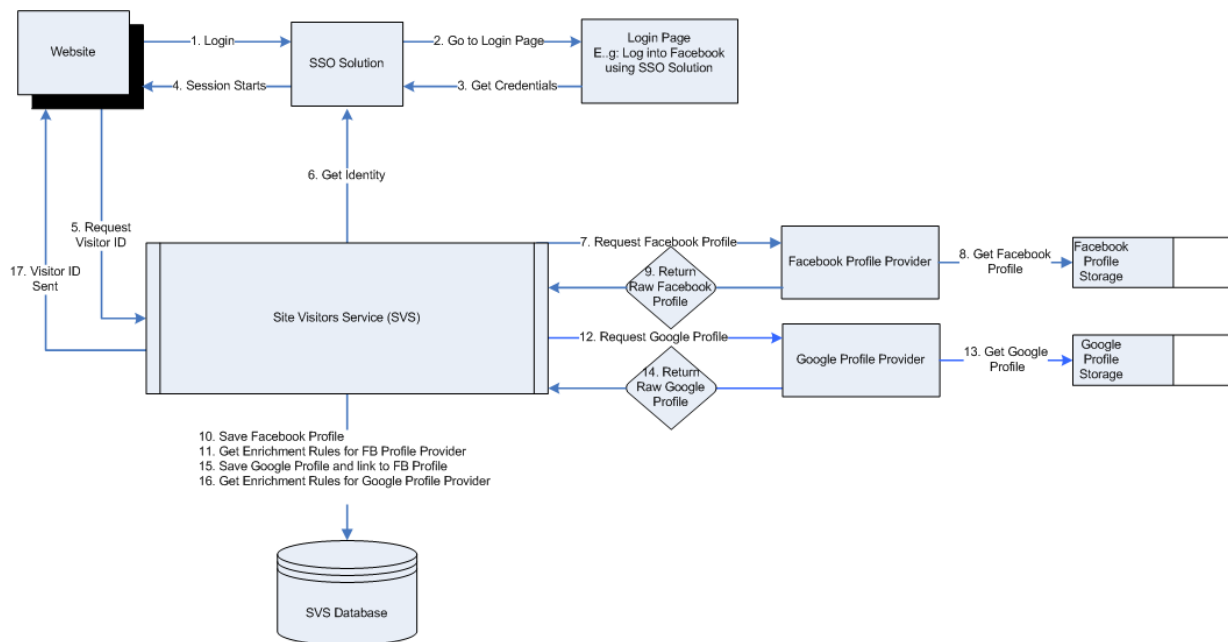 Website
1. Login
4. Session Starts
SSO Solution
2. Go to Login Page
3. Get Credentials
Login Page
E..g: Log into Facebook
using SSO Solution
6. Get Identity
5. Request
Visitor ID
17. Visitor ID
Sent
Site Visitors Service (SVS)
7. Request Facebook Profile
9. Return
Raw Facebook
Profile
Facebook Profile Provider
8. Get Facebook
Profile
Facebook
Profile
Storage
12. Request Google Profile
14. Return
Raw Google
Profile
Google Profile Provider
13. Get Google
Profile
Google
Profile
Storage
10. Save Facebook Profile
11. Get Enrichment Rules for FB Profile Provider
15. Save Google Profile and link to FB Profile
16. Get Enrichment Rules for Google Profile Provider
SVS Database